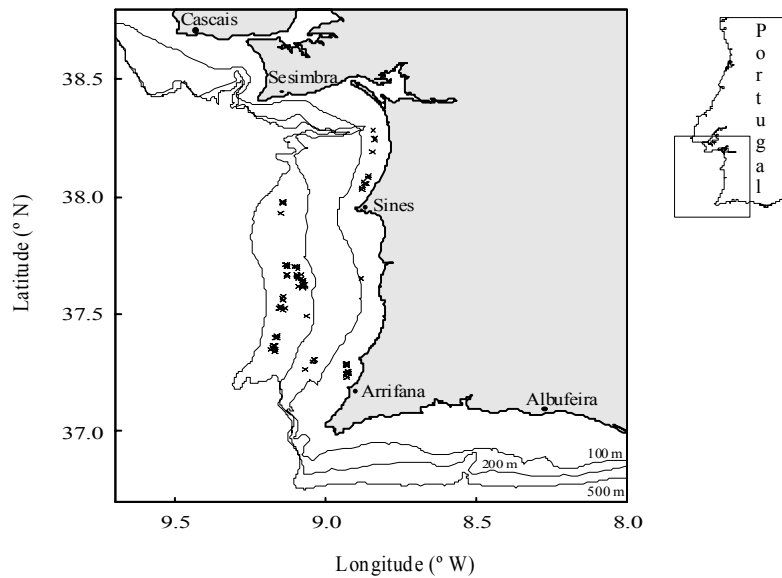 Cascais
38.5
Sesimbra
38.0
Sines
37.5
Arrifana
Albufeira
37.0
100 m
200 m
500 m
9.5
9.0
8.5
8.0
Latitude (º N)
Longitude (º W)
Portugal